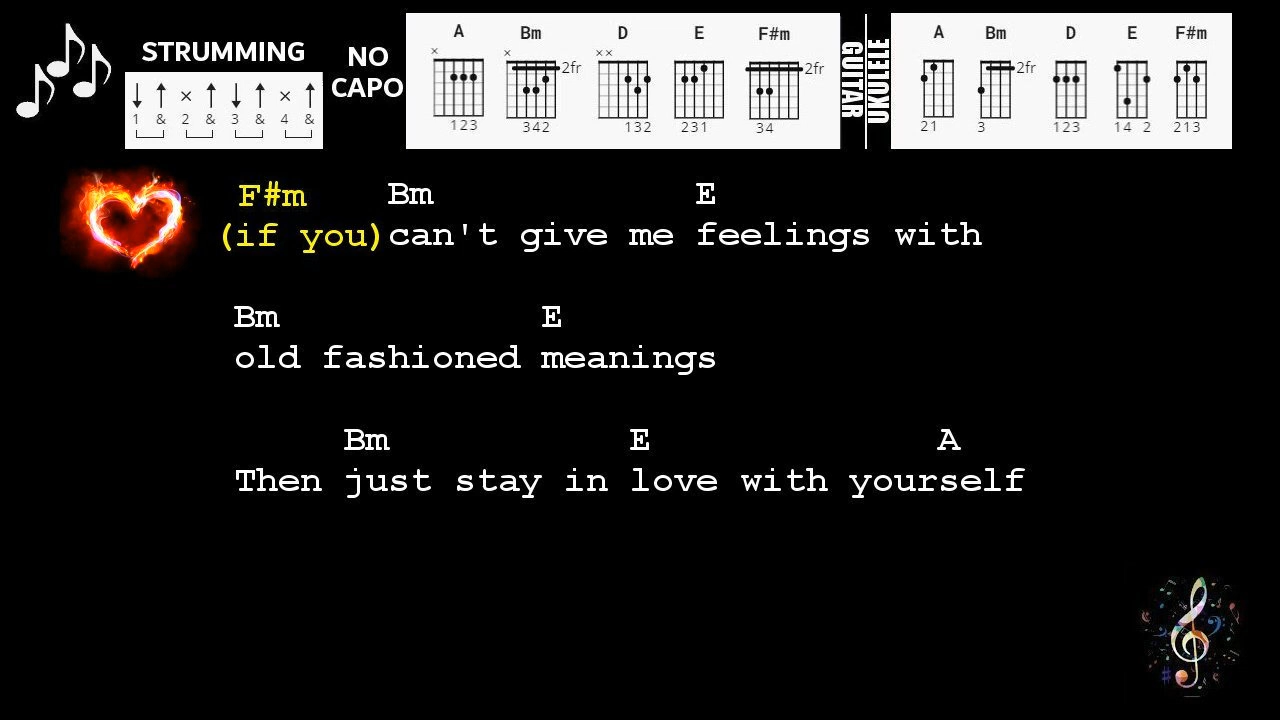 STRUMMING
1 & 2 & 3 & 4 &
NO
CAPO
A Bm D E F#m
× × ××
2fr 2fr
123 342 132 231 34
GUITAR
UKULELE
A Bm D E F#m
2fr
21 3 123 14 2 213
F#m Bm E
(if you)can't give me feelings with
Bm E
old fashioned meanings
Bm E A
Then just stay in love with yourself